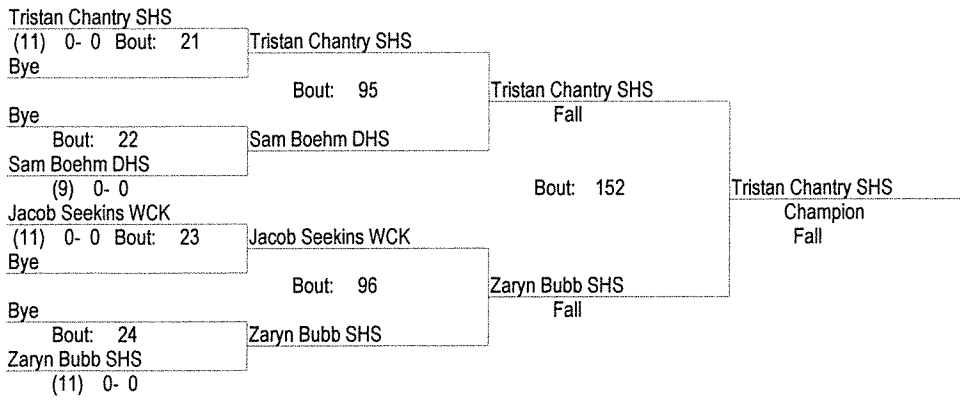 Tristan Chantry SHS
(11) 0- 0 Bout: 21
Bye
Tristan Chantry SHS
Bout: 95
Bye
Bout: 22
Sam Boehm DHS
(9) 0- 0
Sam Boehm DHS
Tristan Chantry SHS
Fall
Jacob Seekins WCK
(11) 0- 0 Bout: 23
Bye
Jacob Seekins WCK
Bout: 96
Bye
Bout: 24
Zaryn Bubb SHS
(11) 0- 0
Zaryn Bubb SHS
Zaryn Bubb SHS
Fall
Bout: 152
Tristan Chantry SHS
Champion
Fall